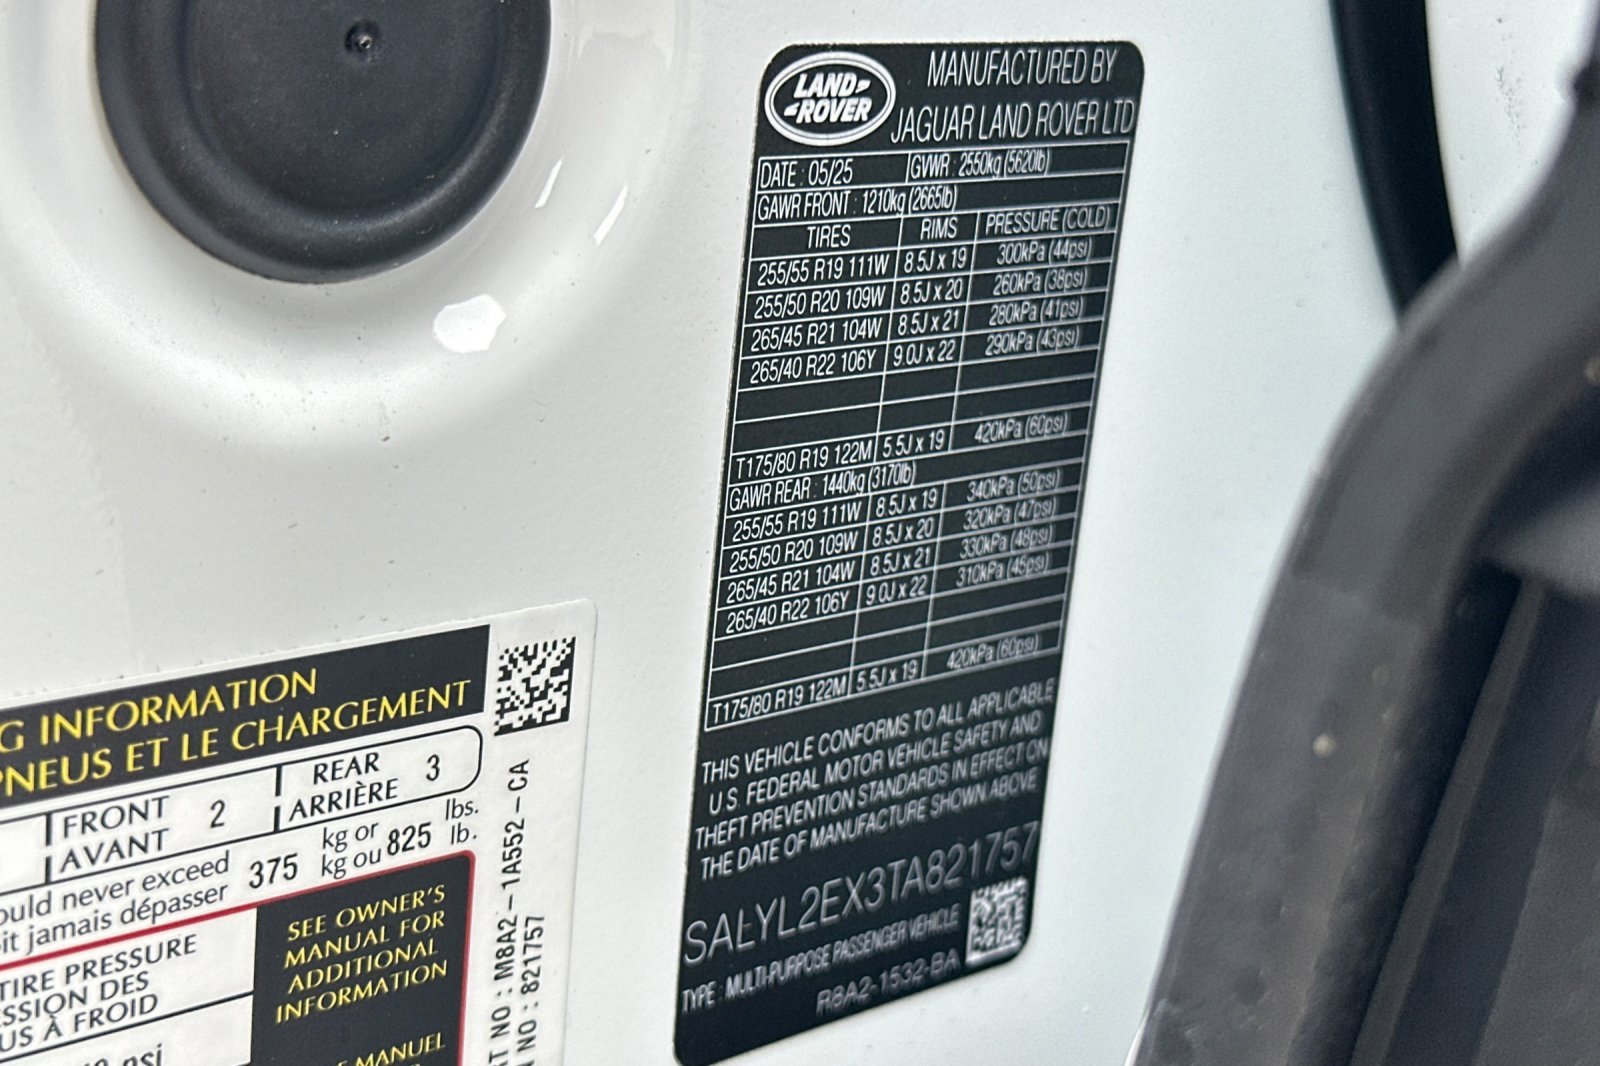 LAND ROVER
MANUFACTURED BY
JAGUAR LAND ROVER LTD
DATE : 05/25 GVWR : 2550kg (5620lb)
GAWR FRONT : 1210kg (2665lb)
TIRES RIMS PRESSURE (COLD)
255/55 R19 111W 8.5J x 19 300kPa (44psi)
255/50 R20 109W 8.5J x 20 260kPa (38psi)
265/45 R21 104W 8.5J x 21 280kPa (41psi)
265/40 R22 106Y 9.0J x 22 290kPa (43psi)
T175/80 R19 122M 5.5J x 19 420kPa (60psi)
GAWR REAR : 1440kg (3170lb)
255/55 R19 111W 8.5J x 19 340kPa (50psi)
255/50 R20 109W 8.5J x 20 320kPa (47psi)
265/45 R21 104W 8.5J x 21 330kPa (48psi)
265/40 R22 106Y 9.0J x 22 310kPa (45psi)
T175/80 R19 122M 5.5J x 19 420kPa (60psi)
THIS VEHICLE CONFORMS TO ALL APPLICABLE
U.S. FEDERAL MOTOR VEHICLE SAFETY AND
THEFT PREVENTION STANDARDS IN EFFECT ON
THE DATE OF MANUFACTURE SHOWN ABOVE
SALYL2EX3TA821757
TYPE : MULTI-PURPOSE PASSENGER VEHICLE
R8A2-1532-BA
G INFORMATION
PNEUS ET LE CHARGEMENT
FRONT 2 REAR 3
AVANT ARRIÈRE
ould never exceed 375 kg or 825 lbs.
it jamais dépasser kg ou lb.
TIRE PRESSURE
SSION DES
US À FROID
psi
SEE OWNER'S
MANUAL FOR
ADDITIONAL
INFORMATION
MANUEL
T NO : M8A2 - 1A552 - CA
N NO : 821757